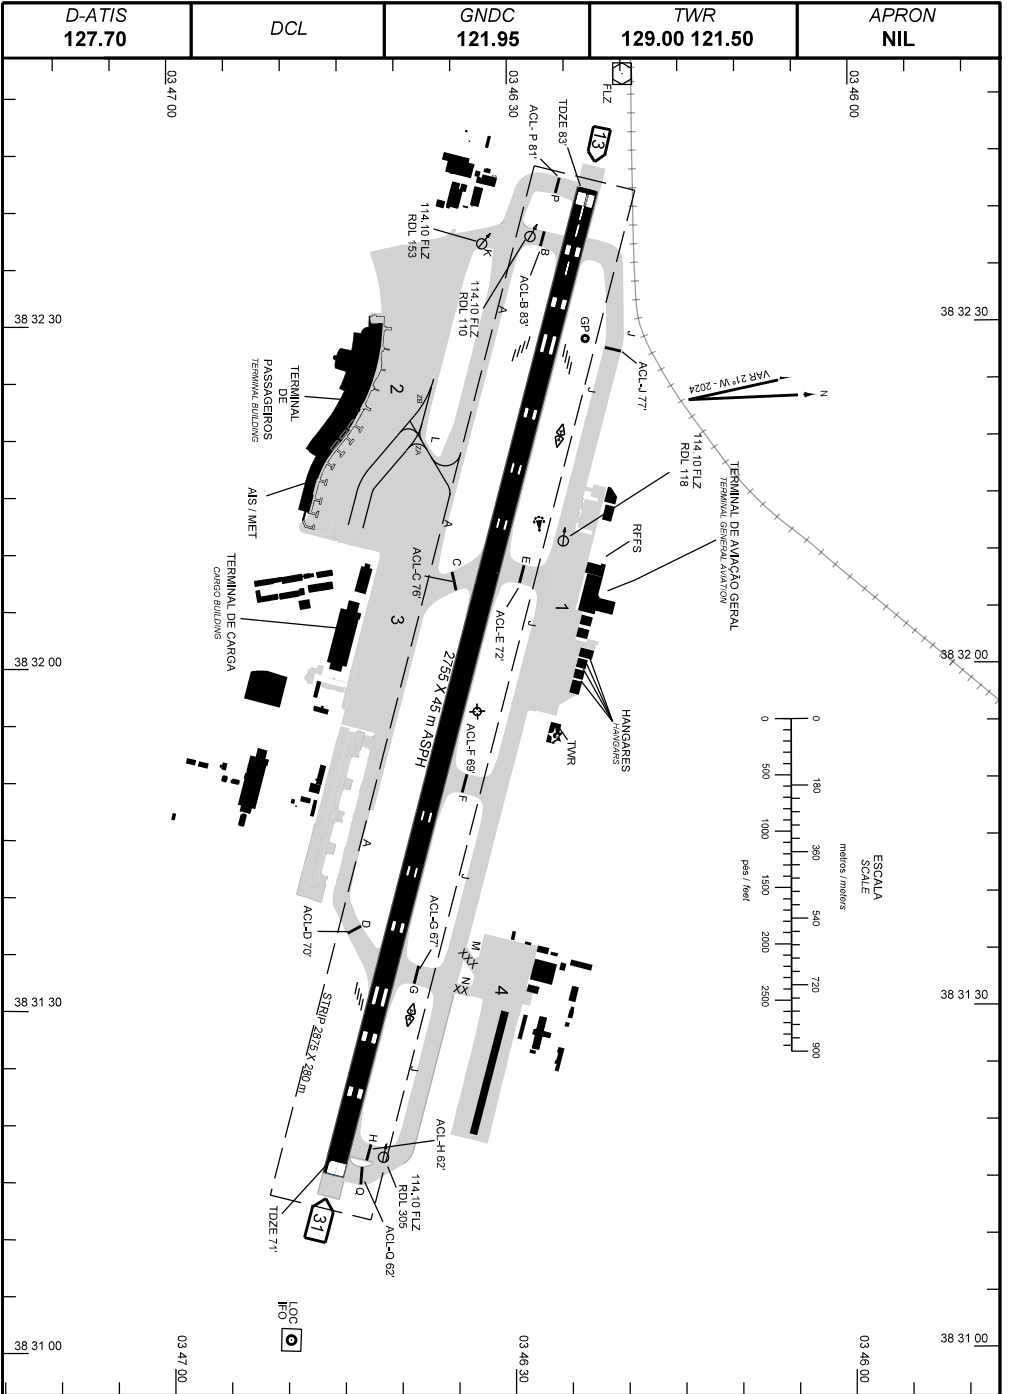 D-ATIS
127.70
DCL
GNDC
121.95
TWR
129.00 121.50
APRON
NIL
03 47 00
03 46 30
03 46 00
FLZ
13
TDZE 83'
ACL- P 81'
P
114.10 FLZ
RDL 153
K
B
ACL-B 83'
114.10 FLZ
RDL 110
A
GP
J
ACL-J 77'
38 32 30
38 32 30
VAR 21° W - 2024
N
TERMINAL
DE
PASSAGEIROS
TERMINAL BUILDING
2
ZB
ZA
L
J
AIS / MET
A
114.10 FLZ
RDL 118
TERMINAL DE AVIAÇÃO GERAL
TERMINAL GENERAL AVIATION
RFFS
TERMINAL DE CARGA
CARGO BUILDING
C
ACL-C 76'
3
E
ACL-E 72'
J
1
38 32 00
38 32 00
2755 X 45 m ASPH
HANGARES
HANGARS
TWR
ACL-F 69'
F
0
500
1000
1500
2000
2500
pés / feet
0
180
360
540
720
900
metros / meters
ESCALA
SCALE
A
J
D
ACL-D 70'
ACL-G 67'
G
M
XXX
N
XX
4
38 31 30
38 31 30
STRIP 2875 X 280 m
J
H
ACL-H 62'
114.10 FLZ
RDL 305
Q
ACL-Q 62'
TDZE 71'
31
LOC
IFO
38 31 00
38 31 00
03 47 00
03 46 30
03 46 00